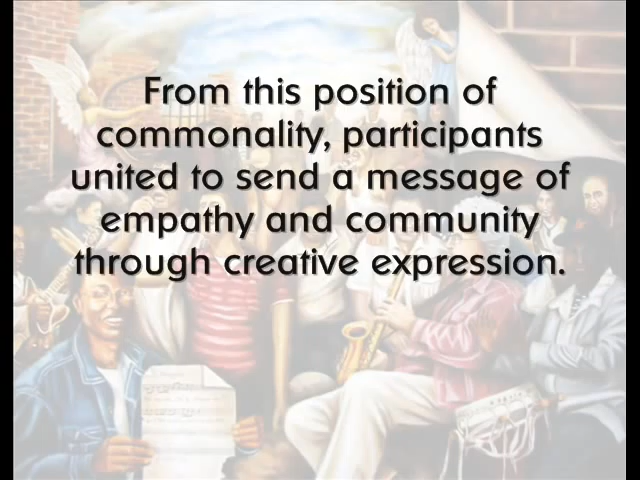 From this position of
commonality, participants
united to send a message of
empathy and community
through creative expression.